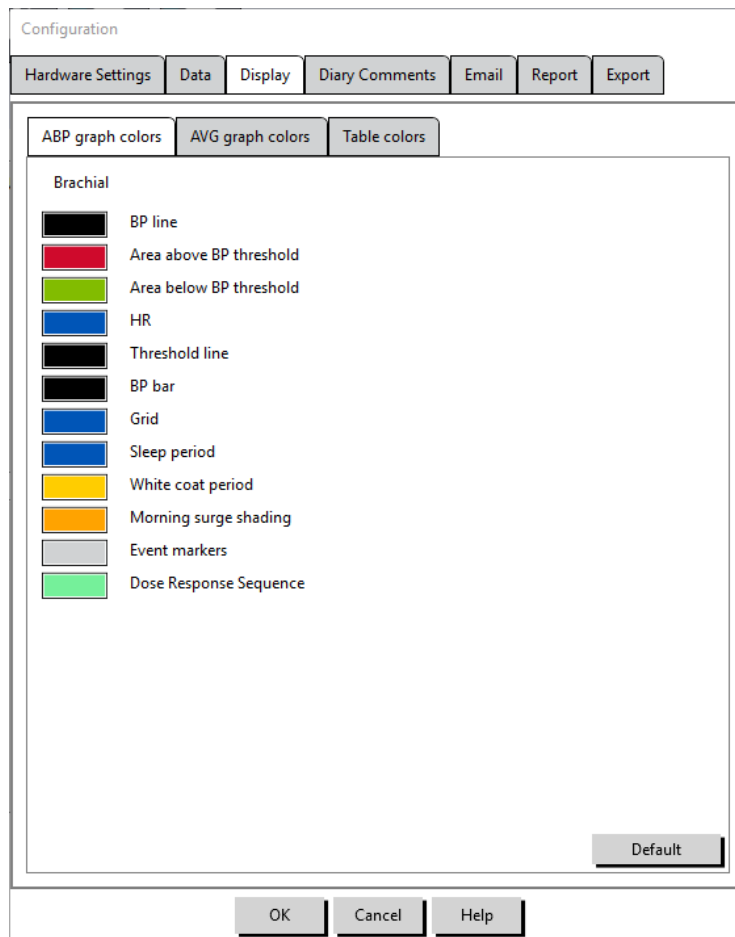 Configuration
Hardware Settings Data Display Diary Comments Email Report Export
ABP graph colors AVG graph colors Table colors
Brachial
BP line
Area above BP threshold
Area below BP threshold
HR
Threshold line
BP bar
Grid
Sleep period
White coat period
Morning surge shading
Event markers
Dose Response Sequence
Default
OK Cancel Help